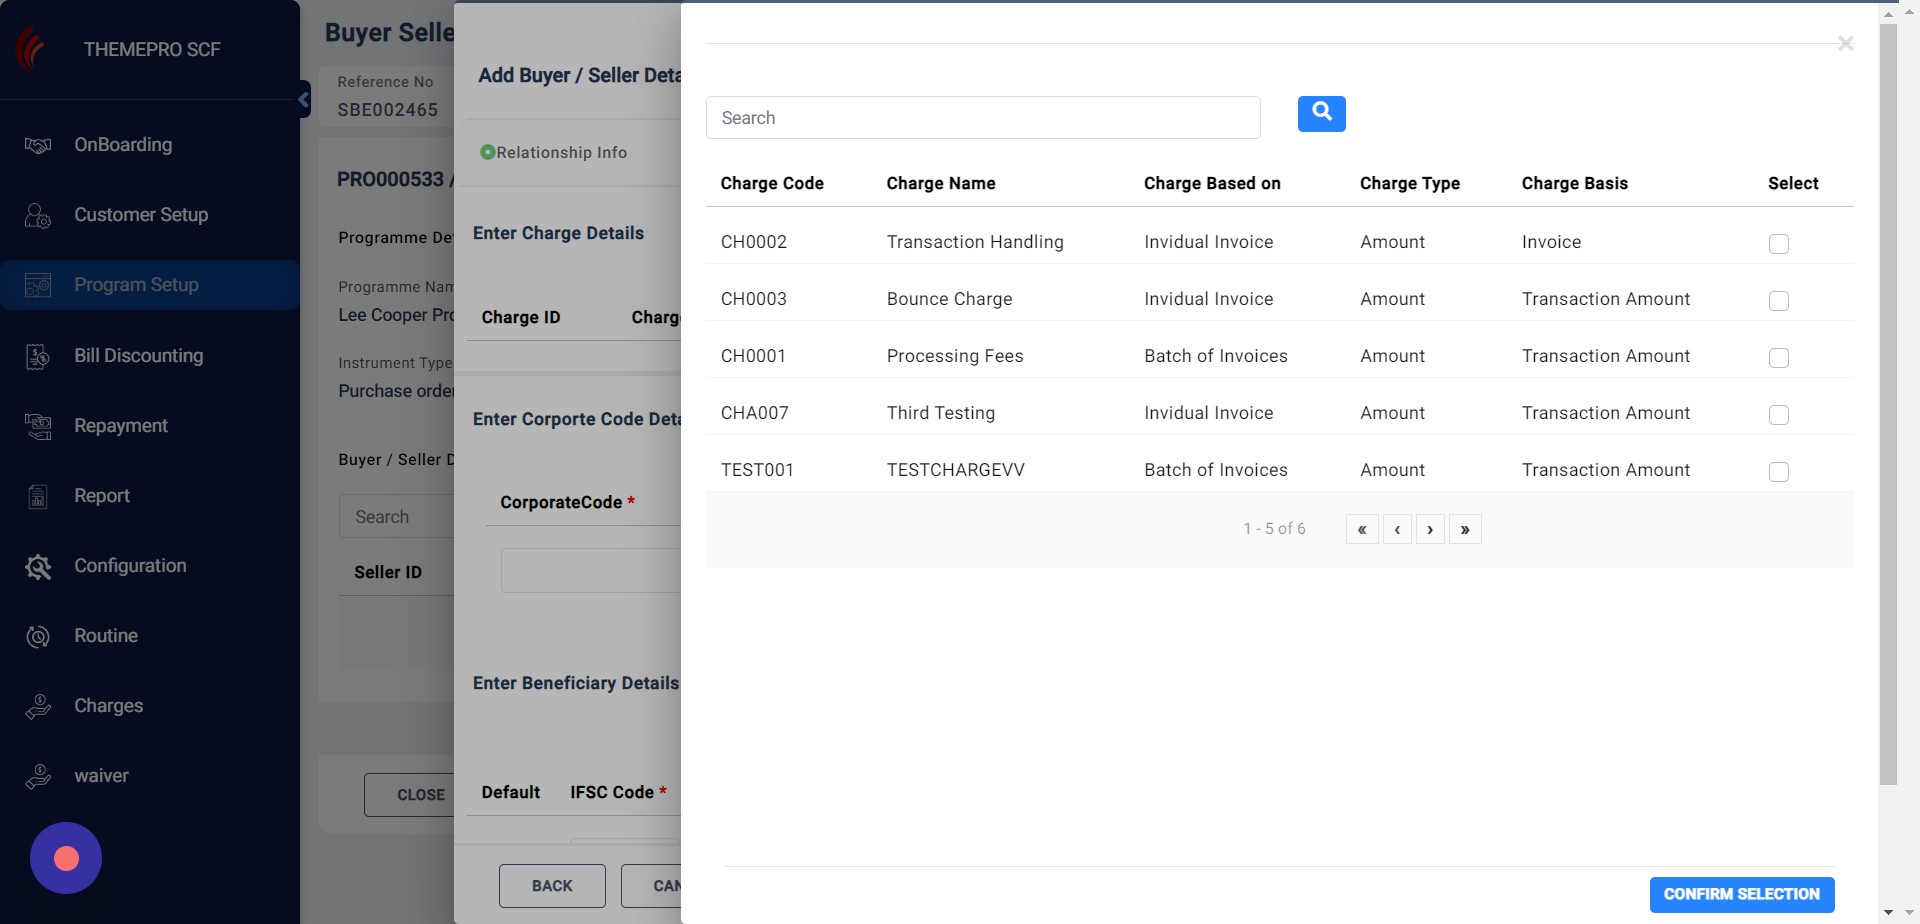 THEMEPRO SCF
OnBoarding
Customer Setup
Program Setup
Bill Discounting
Repayment
Report
Configuration
Routine
Charges
waiver
Buyer Selle
Reference No
SBE002465
PRO000533 /
Programme De
Programme Nam
Lee Cooper Pro
Instrument Type
Purchase order
Buyer / Seller D
Search
Seller ID
CLOSE
Add Buyer / Seller Deta
Relationship Info
Enter Charge Details
Charge ID Charg
Enter Corporte Code Deta
CorporateCode *
Enter Beneficiary Details
Default IFSC Code *
BACK CAN
×
Search
Charge Code Charge Name Charge Based on Charge Type Charge Basis Select
CH0002 Transaction Handling Invidual Invoice Amount Invoice
CH0003 Bounce Charge Invidual Invoice Amount Transaction Amount
CH0001 Processing Fees Batch of Invoices Amount Transaction Amount
CHA007 Third Testing Invidual Invoice Amount Transaction Amount
TEST001 TESTCHARGEVV Batch of Invoices Amount Transaction Amount
1 - 5 of 6 « ‹ › »
CONFIRM SELECTION